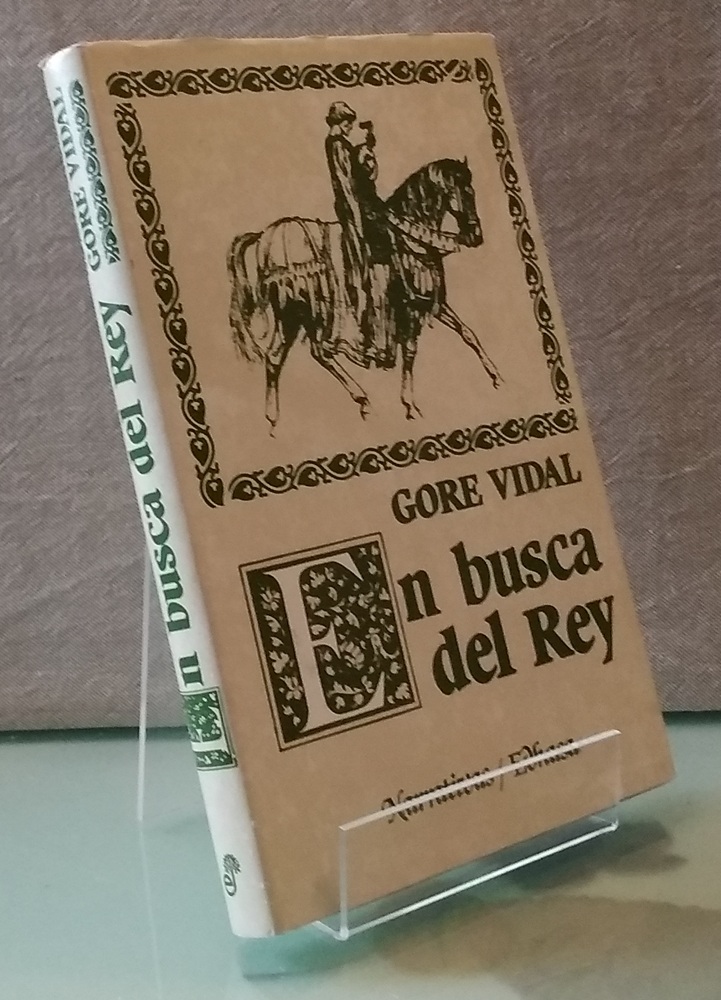 GORE VIDAL
En busca del Rey
GORE VIDAL
En busca
del Rey
Narrativas / Edhasa